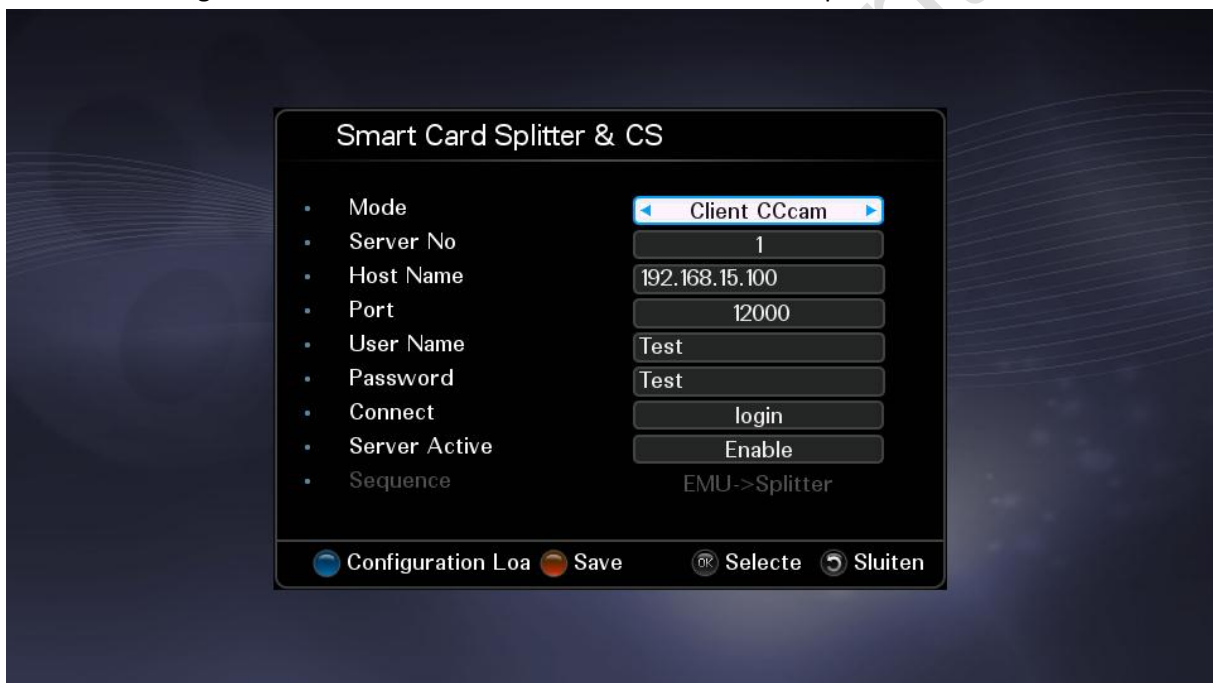 Smart Card Splitter & CS
Mode Client CCcam
Server No 1
Host Name 192.168.15.100
Port 12000
User Name Test
Password Test
Connect login
Server Active Enable
Sequence EMU->Splitter
Configuration Loa Save OK Selecte Sluiten